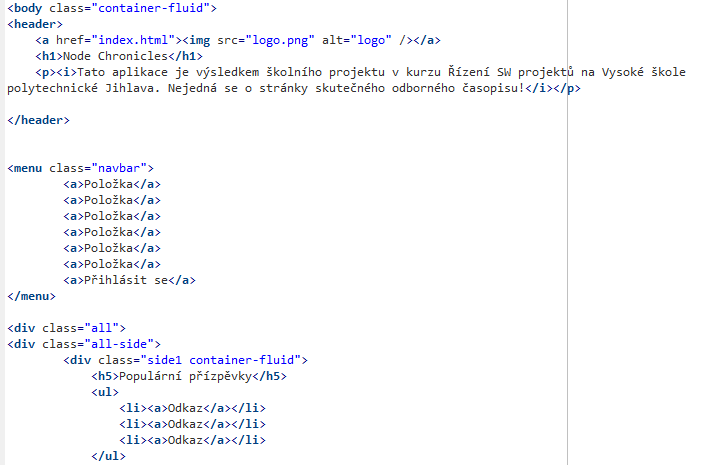 <body class="container-fluid">
<header>
    <a href="index.html"><img src="logo.png" alt="logo" /></a>
    <h1>Node Chronicles</h1>
    <p><i>Tato aplikace je výsledkem školního projektu v kurzu Řízení SW projektů na Vysoké škole
polytechnické Jihlava. Nejedná se o stránky skutečného odborného časopisu!</i></p>
</header>
<menu class="navbar">
        <a>Položka</a>
        <a>Položka</a>
        <a>Položka</a>
        <a>Položka</a>
        <a>Položka</a>
        <a>Položka</a>
        <a>Přihlásit se</a>
</menu>
<div class="all">
<div class="all-side">
        <div class="side1 container-fluid">
            <h5>Populární přízpěvky</h5>
            <ul>
                <li><a>Odkaz</a></li>
                <li><a>Odkaz</a></li>
                <li><a>Odkaz</a></li>
            </ul>